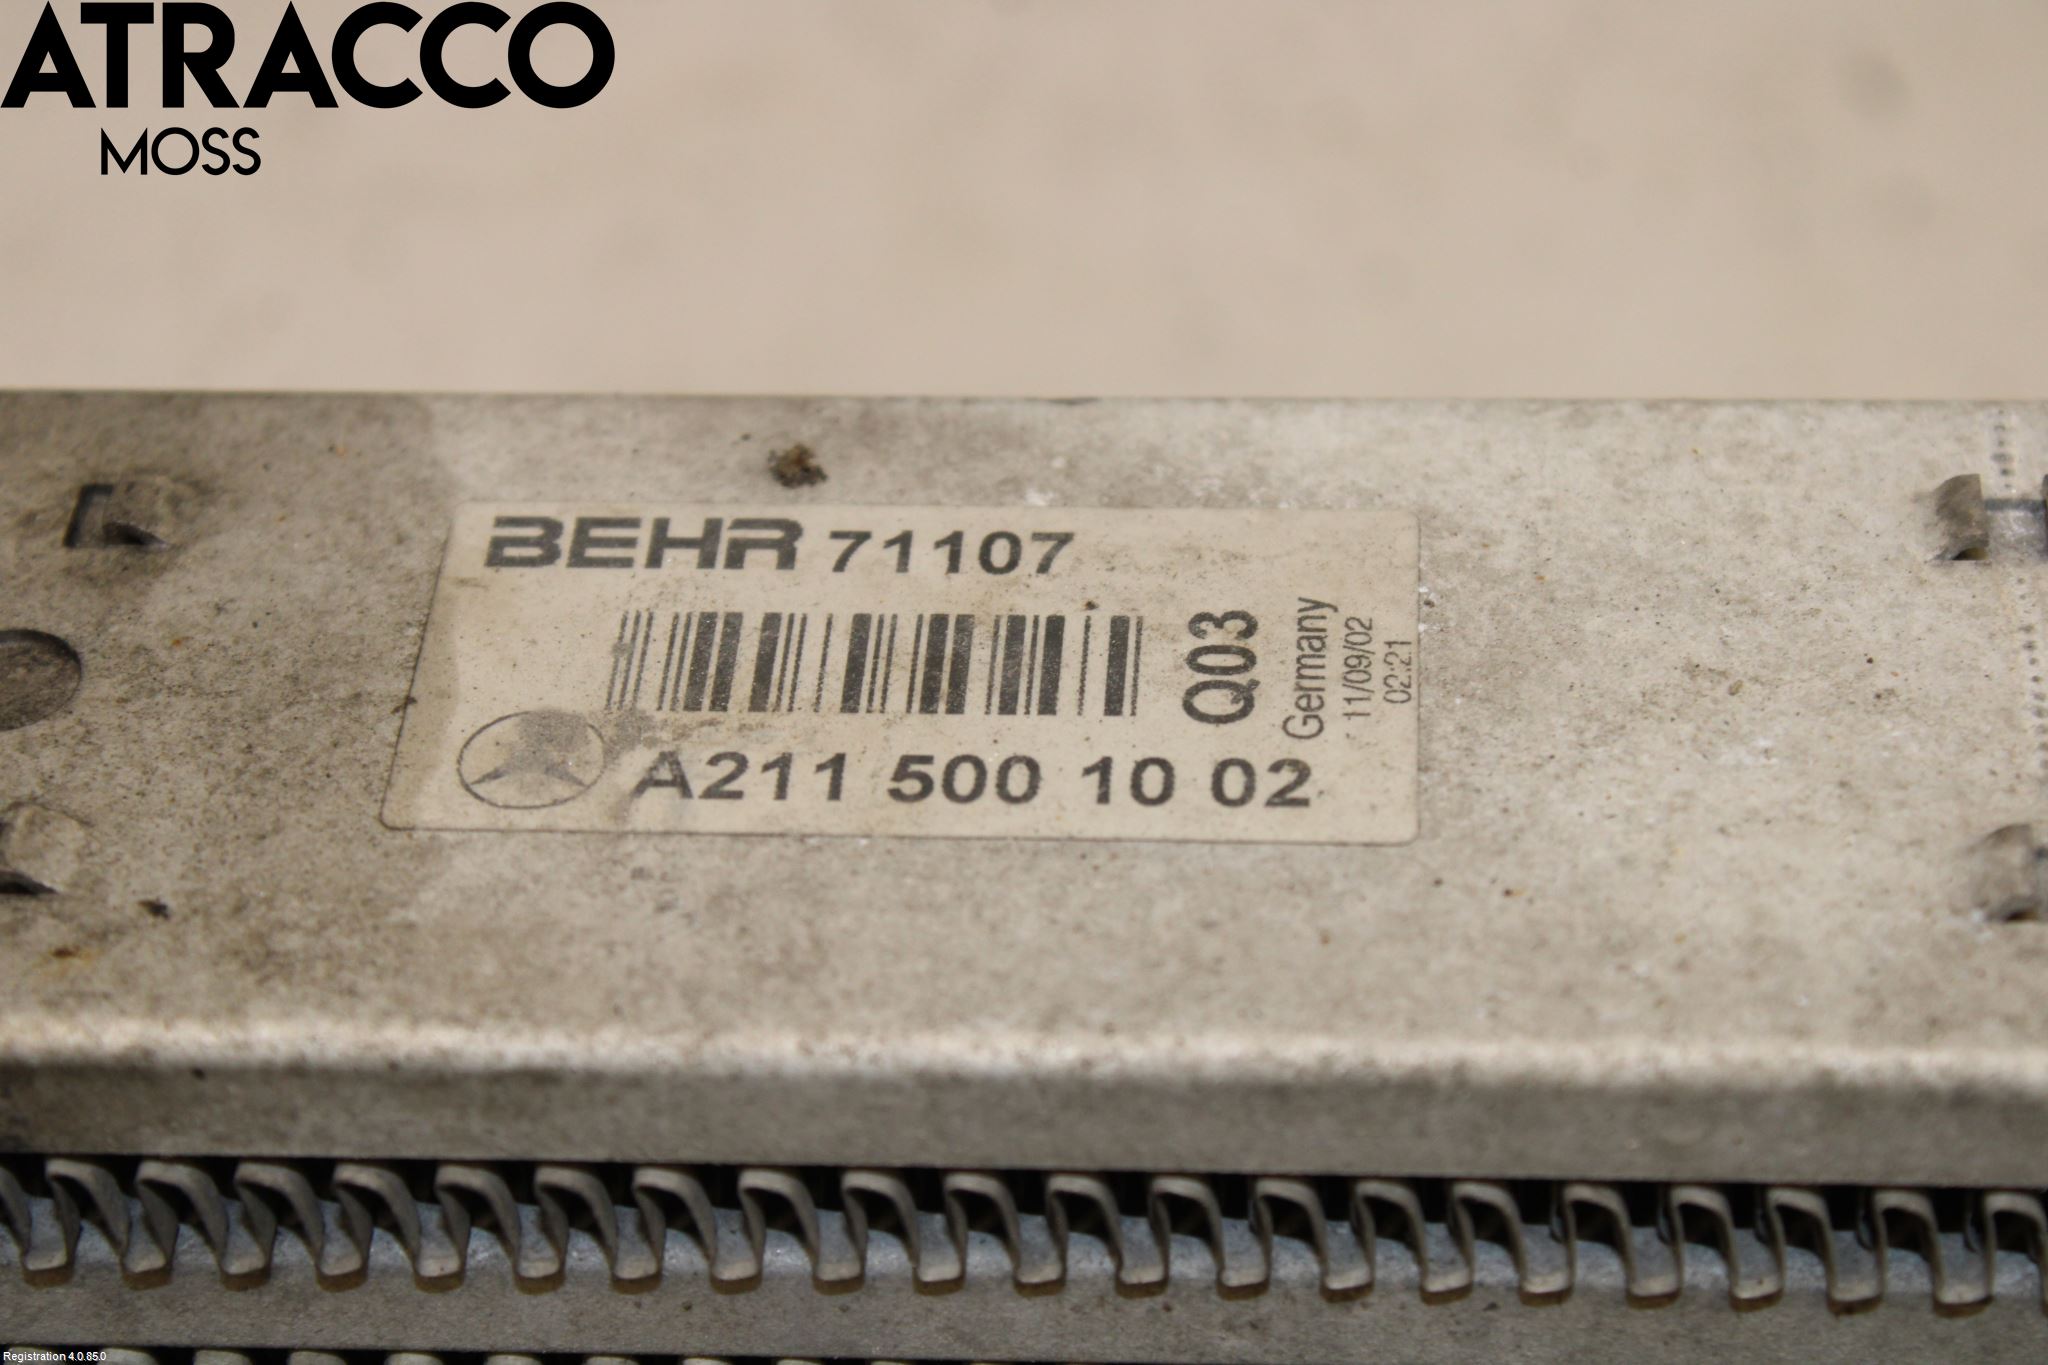 ATRACCO
MOSS
BEHR 71107
Q03
Germany
11/09/02
02:21
A211 500 10 02
Registration 4.0.85.0